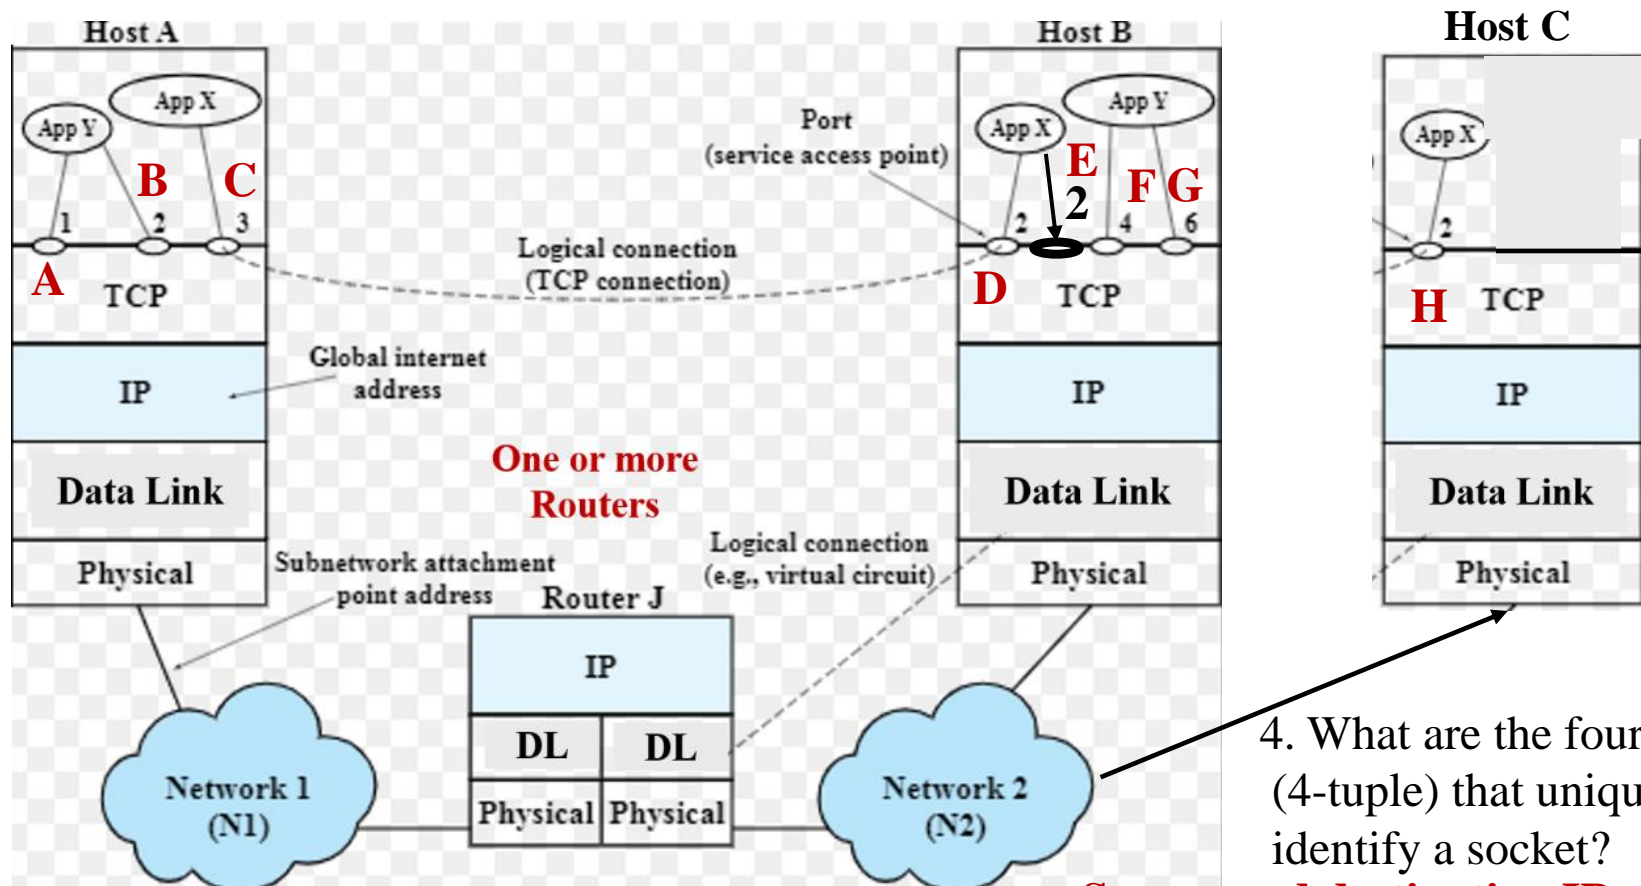 Host A
Host B
Host C
App Y
App X
B
C
1
2
3
A
TCP
Port
(service access point)
Logical connection
(TCP connection)
App X
App Y
E
2
F
G
2
4
6
D
TCP
App X
2
H
TCP
Global internet
address
IP
IP
IP
One or more
Routers
Data Link
Data Link
Data Link
Physical
Physical
Physical
Subnetwork attachment
point address
Logical connection
(e.g., virtual circuit)
Router J
IP
DL
DL
Physical
Physical
Network 1
(N1)
Network 2
(N2)
4. What are the four
(4-tuple) that uniqu
identify a socket?